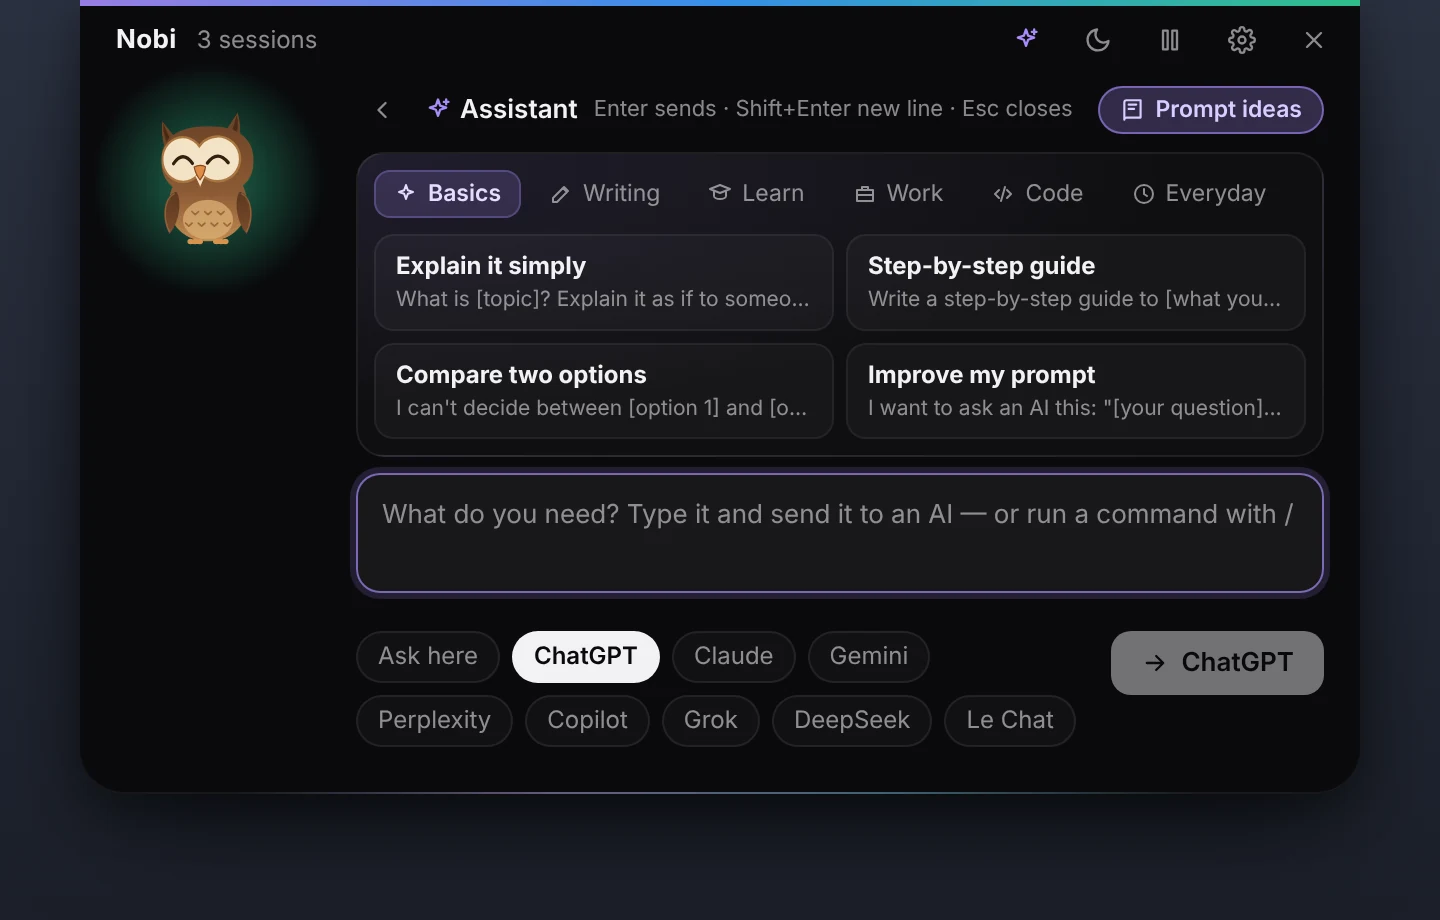 Nobi 3 sessions
Assistant Enter sends · Shift+Enter new line · Esc closes Prompt ideas
Basics Writing Learn Work Code Everyday
Explain it simply
What is [topic]? Explain it as if to someo...
Step-by-step guide
Write a step-by-step guide to [what you...
Compare two options
I can't decide between [option 1] and [o...
Improve my prompt
I want to ask an AI this: "[your question]...
What do you need? Type it and send it to an AI — or run a command with /
Ask here ChatGPT Claude Gemini
→ ChatGPT
Perplexity Copilot Grok DeepSeek Le Chat